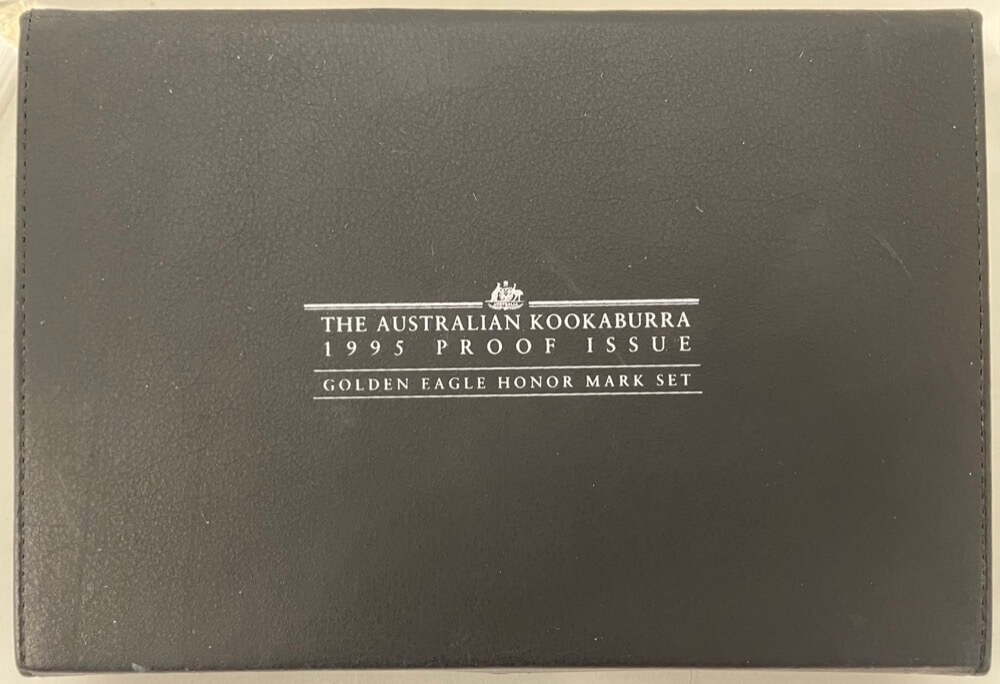 THE AUSTRALIAN KOOKABURRA
1995 PROOF ISSUE
GOLDEN EAGLE HONOR MARK SET